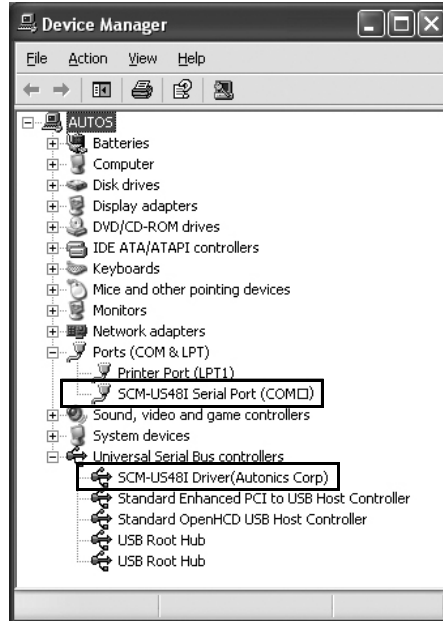 Device Manager
File Action View Help
AUTOS
Batteries
Computer
Disk drives
Display adapters
DVD/CD-ROM drives
IDE ATA/ATAPI controllers
Keyboards
Mice and other pointing devices
Monitors
Network adapters
Ports (COM & LPT)
Printer Port (LPT1)
SCM-US48I Serial Port (COM□)
Sound, video and game controllers
System devices
Universal Serial Bus controllers
SCM-US48I Driver(Autonics Corp)
Standard Enhanced PCI to USB Host Controller
Standard OpenHCD USB Host Controller
USB Root Hub
USB Root Hub